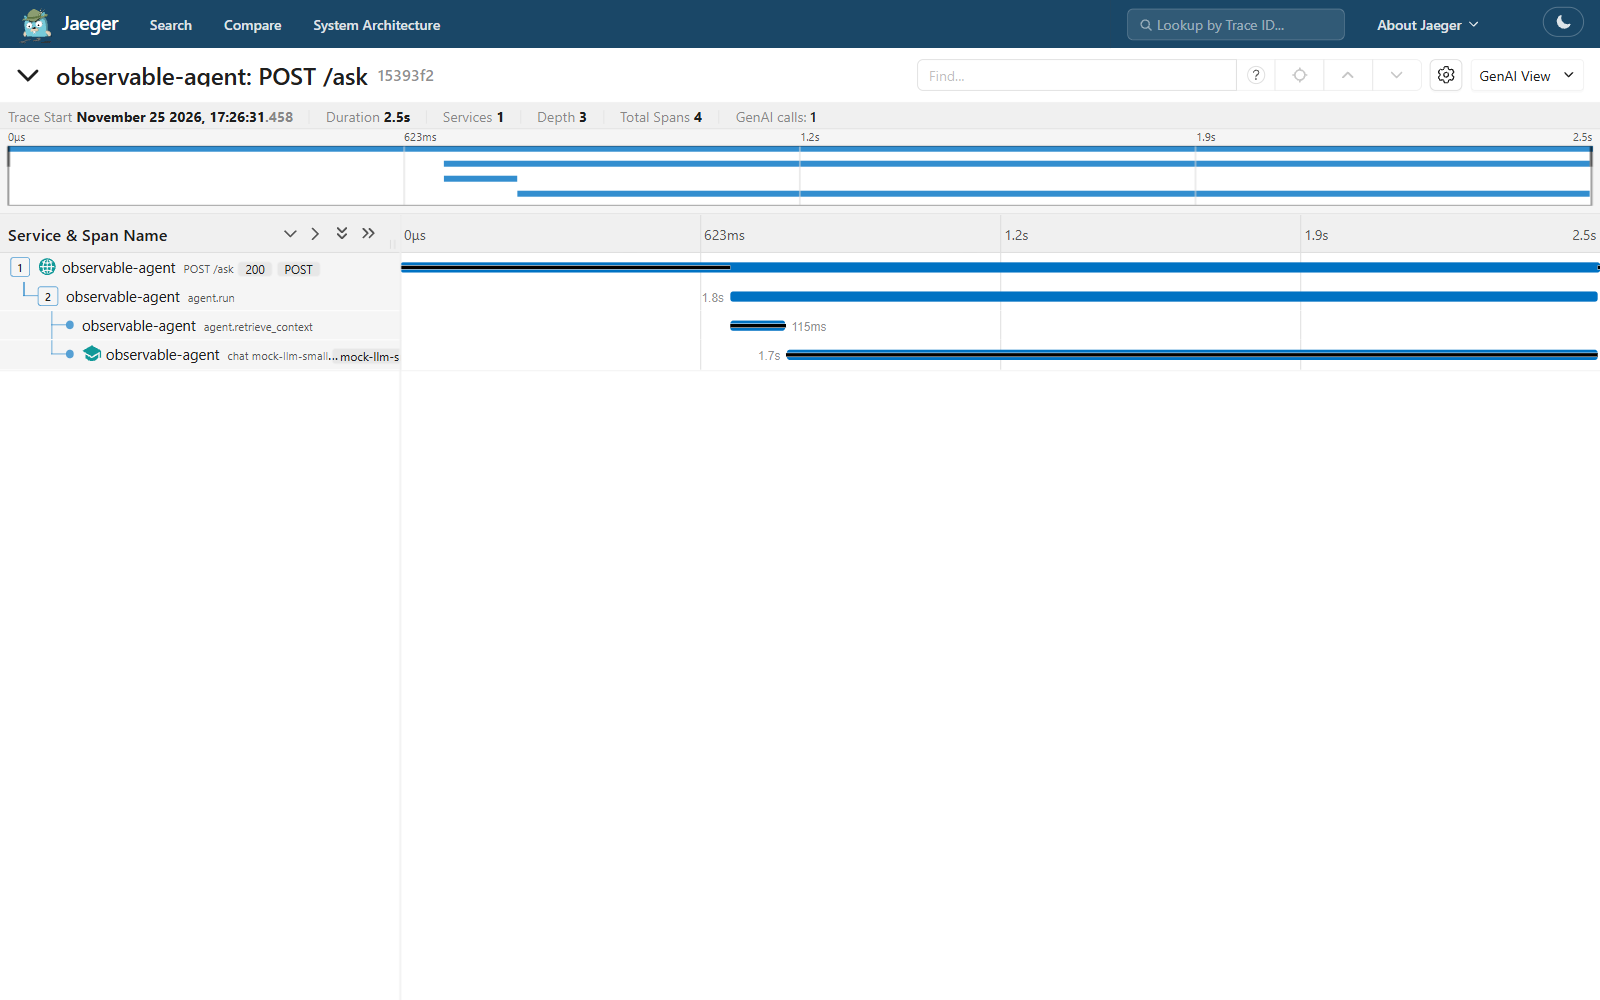 Jaeger Search Compare System Architecture Lookup by Trace ID... About Jaeger
observable-agent: POST /ask 15393f2 Find... ? GenAI View
Trace Start November 25 2026, 17:26:31.458 Duration 2.5s Services 1 Depth 3 Total Spans 4 GenAI calls: 1
0μs 623ms 1.2s 1.9s 2.5s
Service & Span Name 0μs 623ms 1.2s 1.9s 2.5s
1 observable-agent POST /ask 200 POST
2 observable-agent agent.run 1.8s
observable-agent agent.retrieve_context 115ms
observable-agent chat mock-llm-small... mock-llm-s 1.7s